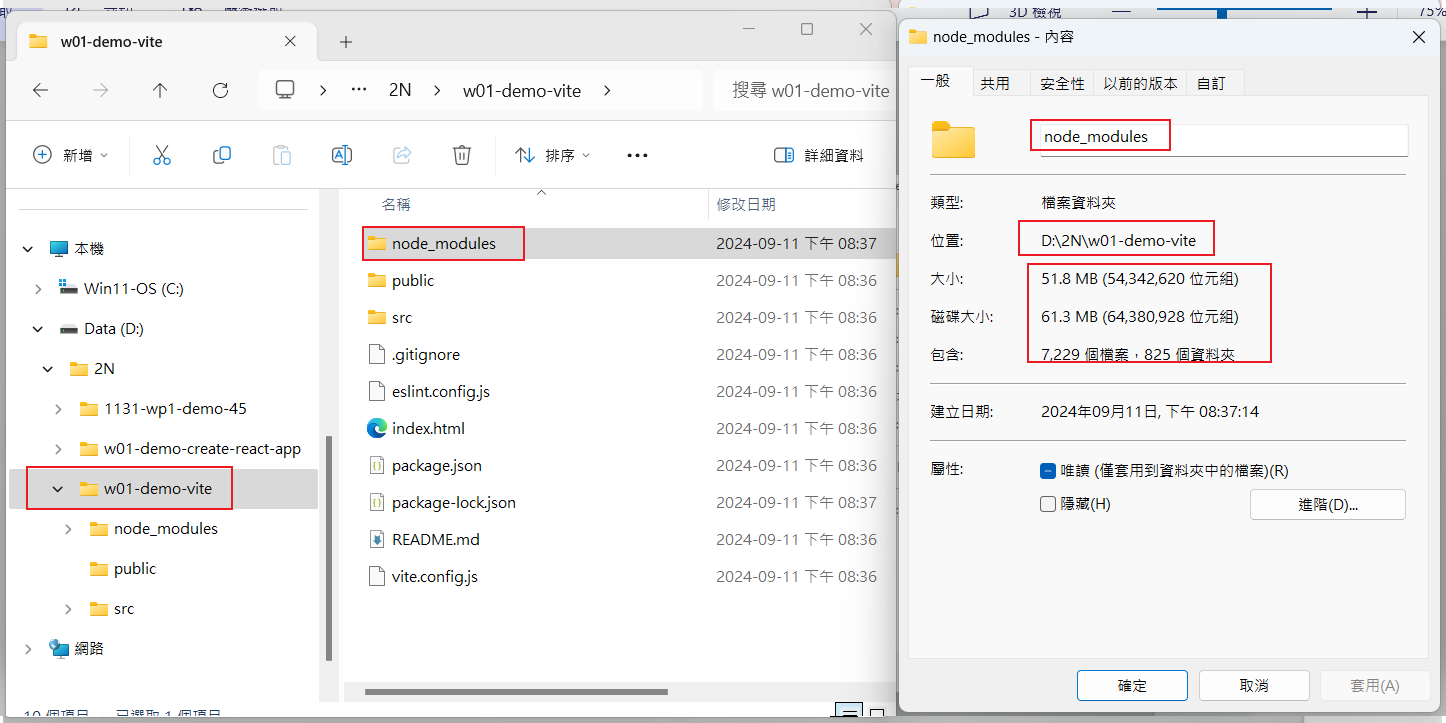 3D 檢視
75%
w01-demo-vite
2N
w01-demo-vite
搜尋 w01-demo-vite
新增
排序
詳細資料
本機
Win11-OS (C:)
Data (D:)
2N
1131-wp1-demo-45
w01-demo-create-react-app
w01-demo-vite
node_modules
public
src
網路
10 個項目
已選取 1 個項目
名稱
修改日期
node_modules
2024-09-11 下午 08:37
public
2024-09-11 下午 08:36
src
2024-09-11 下午 08:36
.gitignore
2024-09-11 下午 08:36
eslint.config.js
2024-09-11 下午 08:36
index.html
2024-09-11 下午 08:36
package.json
2024-09-11 下午 08:36
package-lock.json
2024-09-11 下午 08:37
README.md
2024-09-11 下午 08:36
vite.config.js
2024-09-11 下午 08:36
node_modules - 內容
一般
共用
安全性
以前的版本
自訂
node_modules
類型:
檔案資料夾
位置:
D:\2N\w01-demo-vite
大小:
51.8 MB (54,342,620 位元組)
磁碟大小:
61.3 MB (64,380,928 位元組)
包含:
7,229 個檔案，825 個資料夾
建立日期:
2024年09月11日, 下午 08:37:14
屬性:
唯讀 (僅套用到資料夾中的檔案)(R)
隱藏(H)
進階(D)...
確定
取消
套用(A)